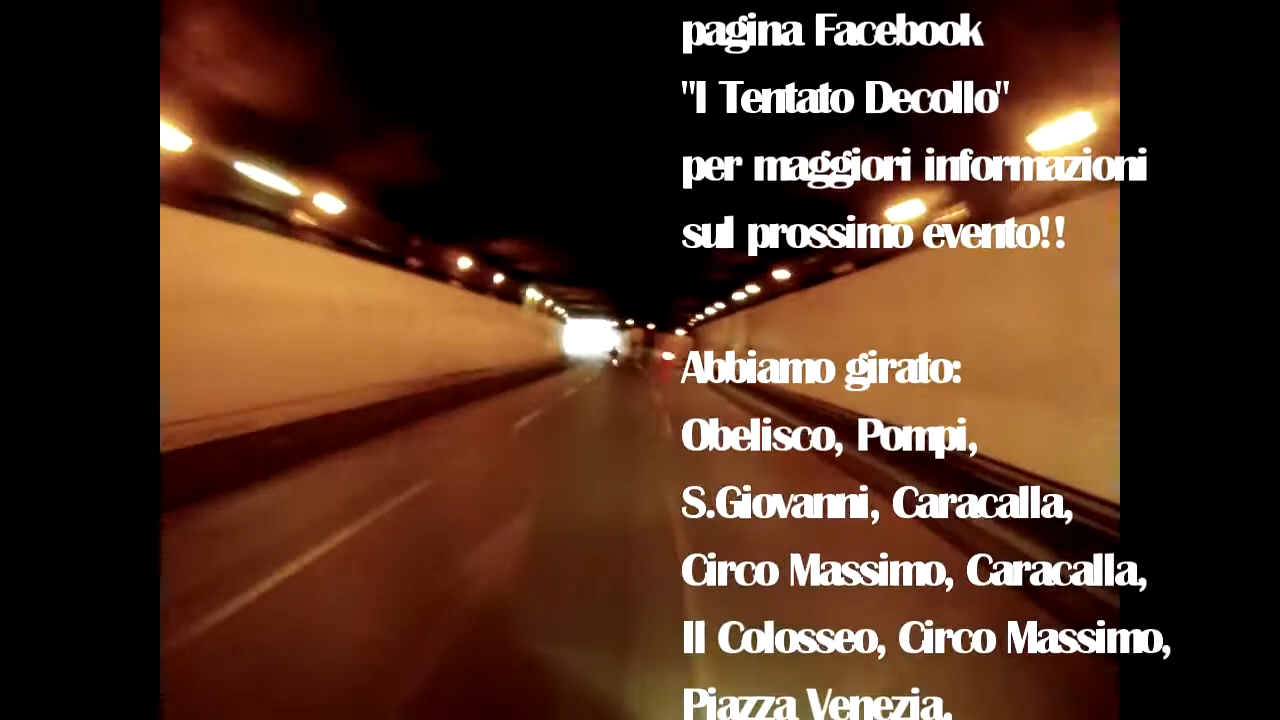 pagina Facebook
"I Tentato Decollo"
per maggiori informazioni
sul prossimo evento!!
Abbiamo girato:
Obelisco, Pompi,
S.Giovanni, Caracalla,
Circo Massimo, Caracalla,
Il Colosseo, Circo Massimo,
Piazza Venezia,